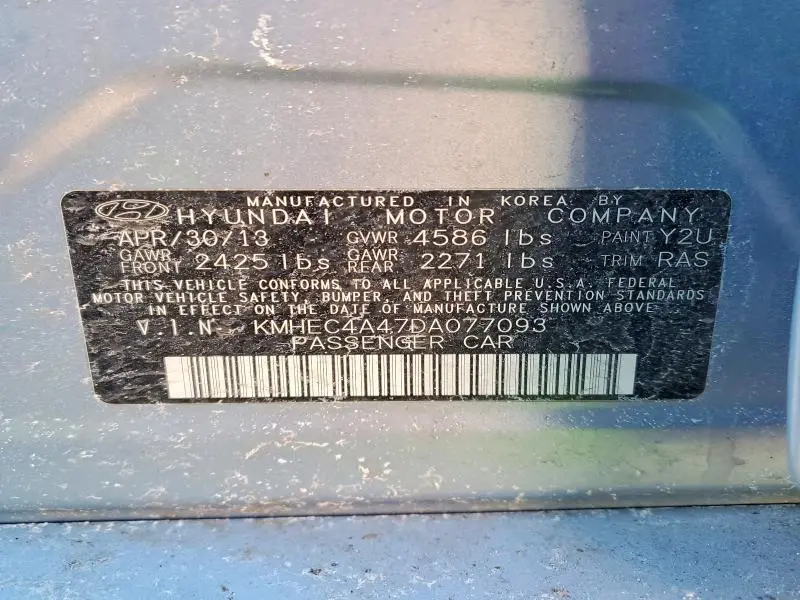 MANUFACTURED IN KOREA BY
HYUNDAI MOTOR COMPANY
APR/30/13 GVWR 4586 lbs PAINT Y2U
GAWR FRONT 2425 lbs GAWR REAR 2271 lbs TRIM RAS
THIS VEHICLE CONFORMS TO ALL APPLICABLE U.S.A. FEDERAL
MOTOR VEHICLE SAFETY, BUMPER, AND THEFT PREVENTION STANDARDS
IN EFFECT ON THE DATE OF MANUFACTURE SHOWN ABOVE
V.I.N KMHEC4A47DA077093
PASSENGER CAR